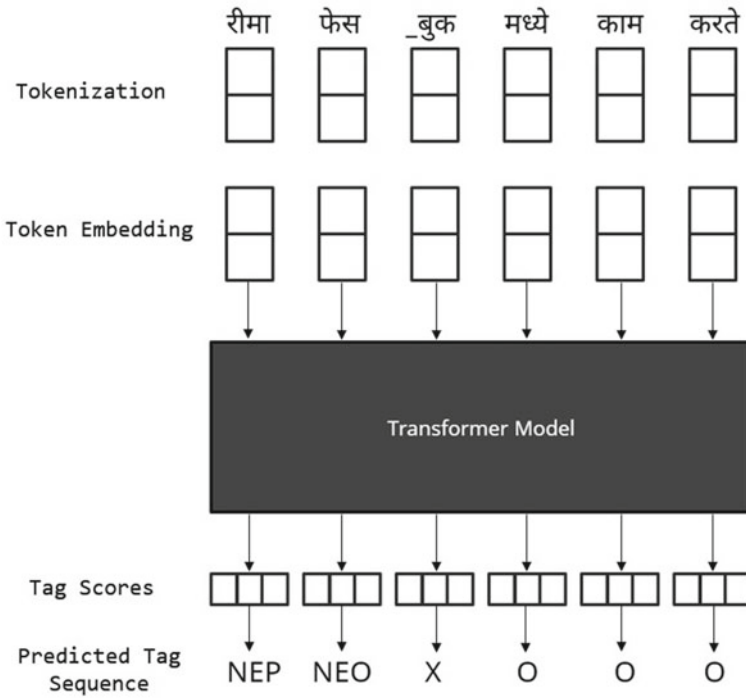 रीमा फेस _बुक मध्ये काम करते
Tokenization
Token Embedding
Transformer Model
Tag Scores
Predicted Tag
Sequence
NEP NEO X O O O